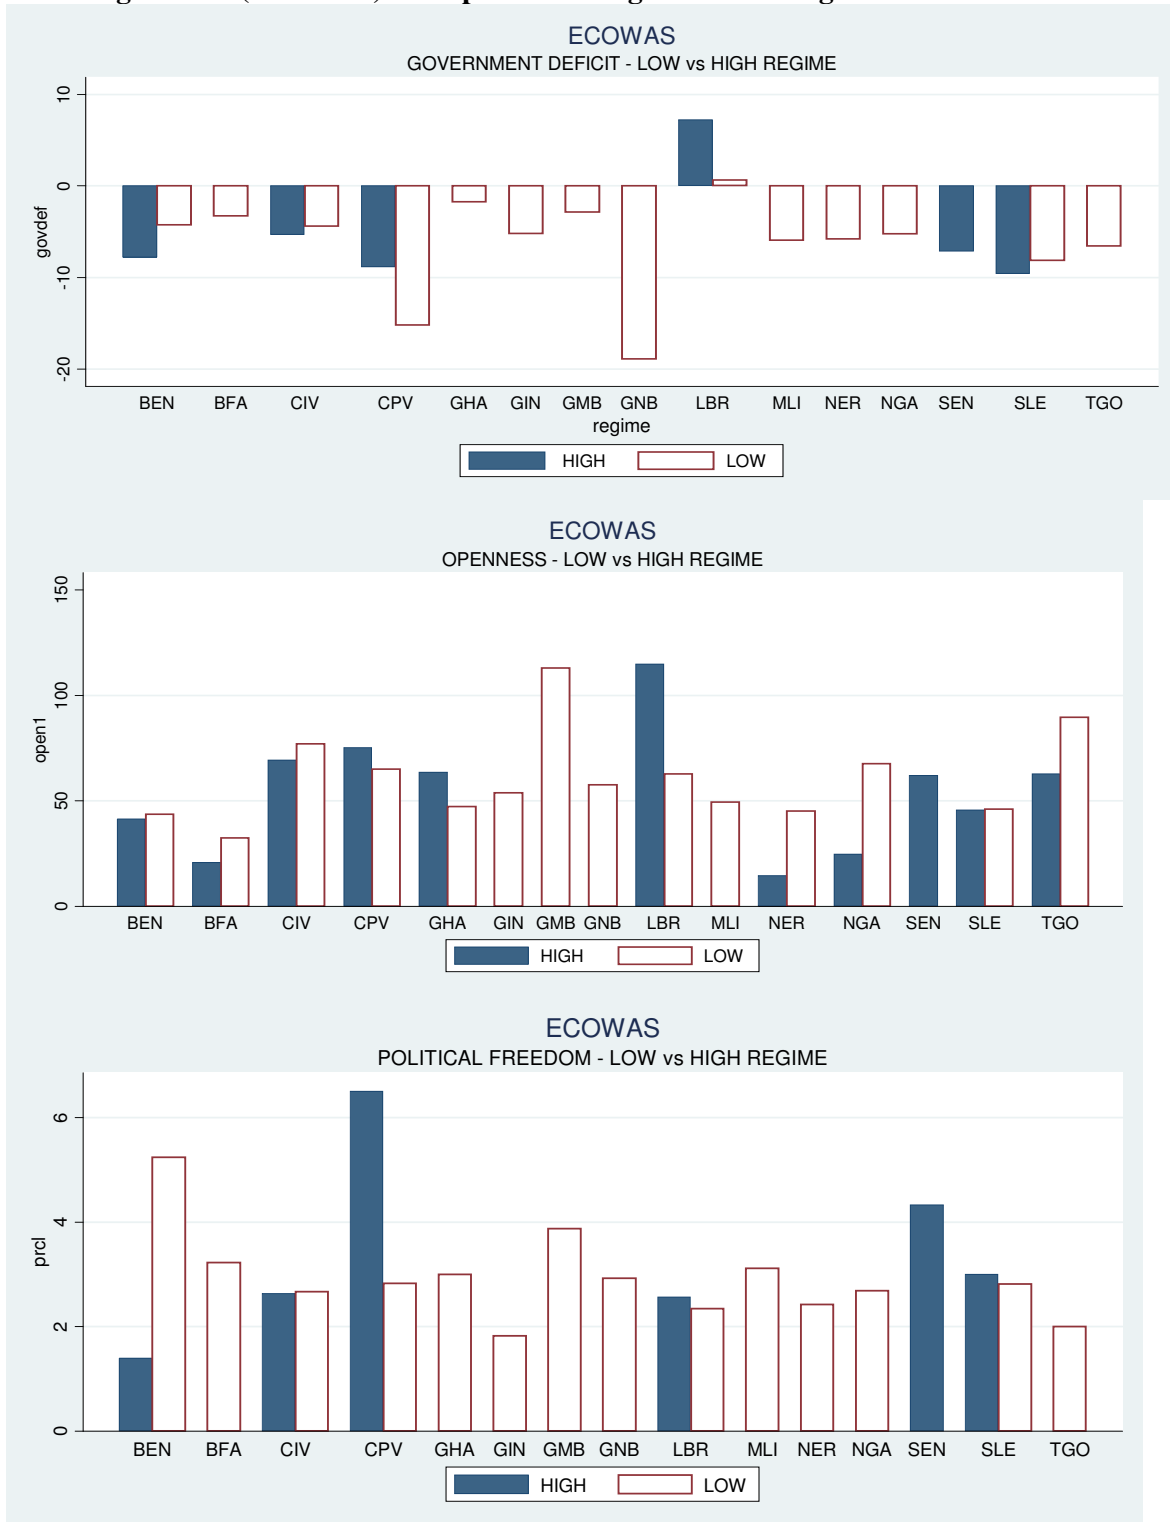 ECOWAS
GOVERNMENT DEFICIT - LOW vs HIGH REGIME
10
0
-10
-20
govdef
BEN BFA CIV CPV GHA GIN GMB GNB LBR MLI NER NGA SEN SLE TGO
regime
HIGH LOW
ECOWAS
OPENNESS - LOW vs HIGH REGIME
150
100
50
0
open1
BEN BFA CIV CPV GHA GIN GMB GNB LBR MLI NER NGA SEN SLE TGO
HIGH LOW
ECOWAS
POLITICAL FREEDOM - LOW vs HIGH REGIME
6
4
2
0
prcl
BEN BFA CIV CPV GHA GIN GMB GNB LBR MLI NER NGA SEN SLE TGO
HIGH LOW